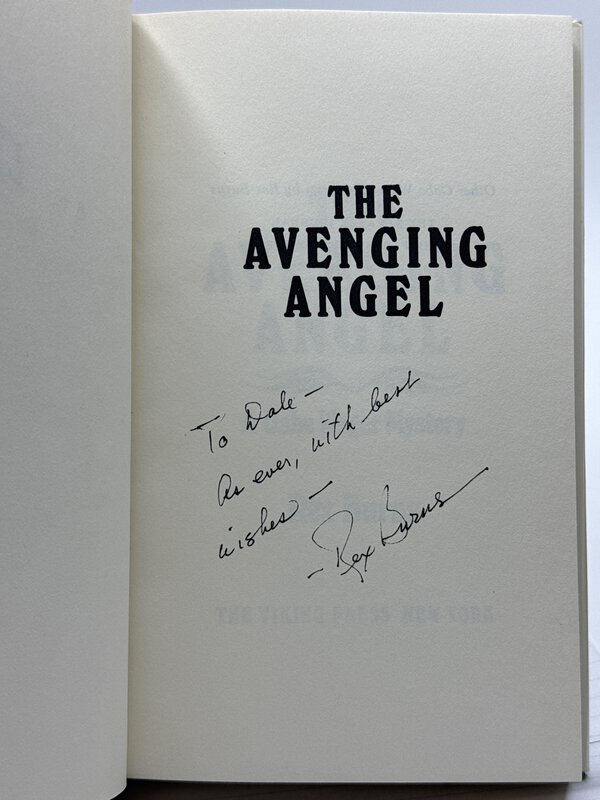 THE
AVENGING
ANGEL
To Dale—
As ever, with best
wishes—
—Rex Burns